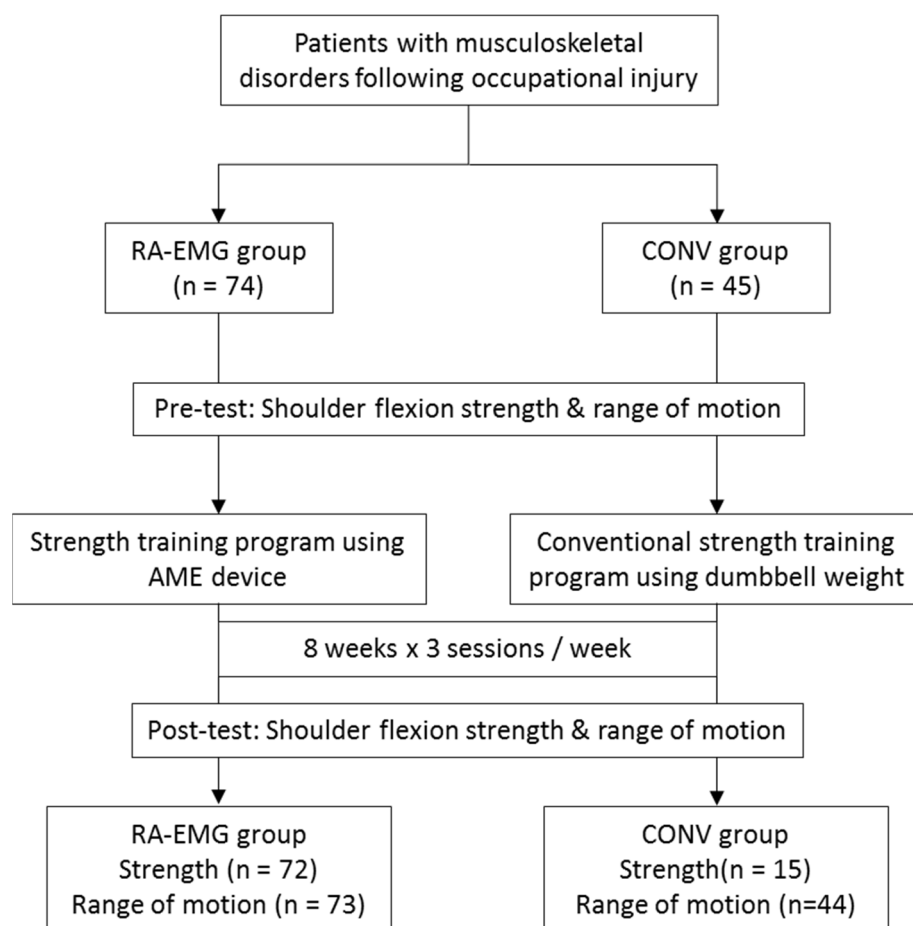 Patients with musculoskeletal
disorders following occupational injury
RA-EMG group
(n = 74)
CONV group
(n = 45)
Pre-test: Shoulder flexion strength & range of motion
Strength training program using
AME device
Conventional strength training
program using dumbbell weight
8 weeks x 3 sessions / week
Post-test: Shoulder flexion strength & range of motion
RA-EMG group
Strength (n = 72)
Range of motion (n = 73)
CONV group
Strength(n = 15)
Range of motion (n=44)